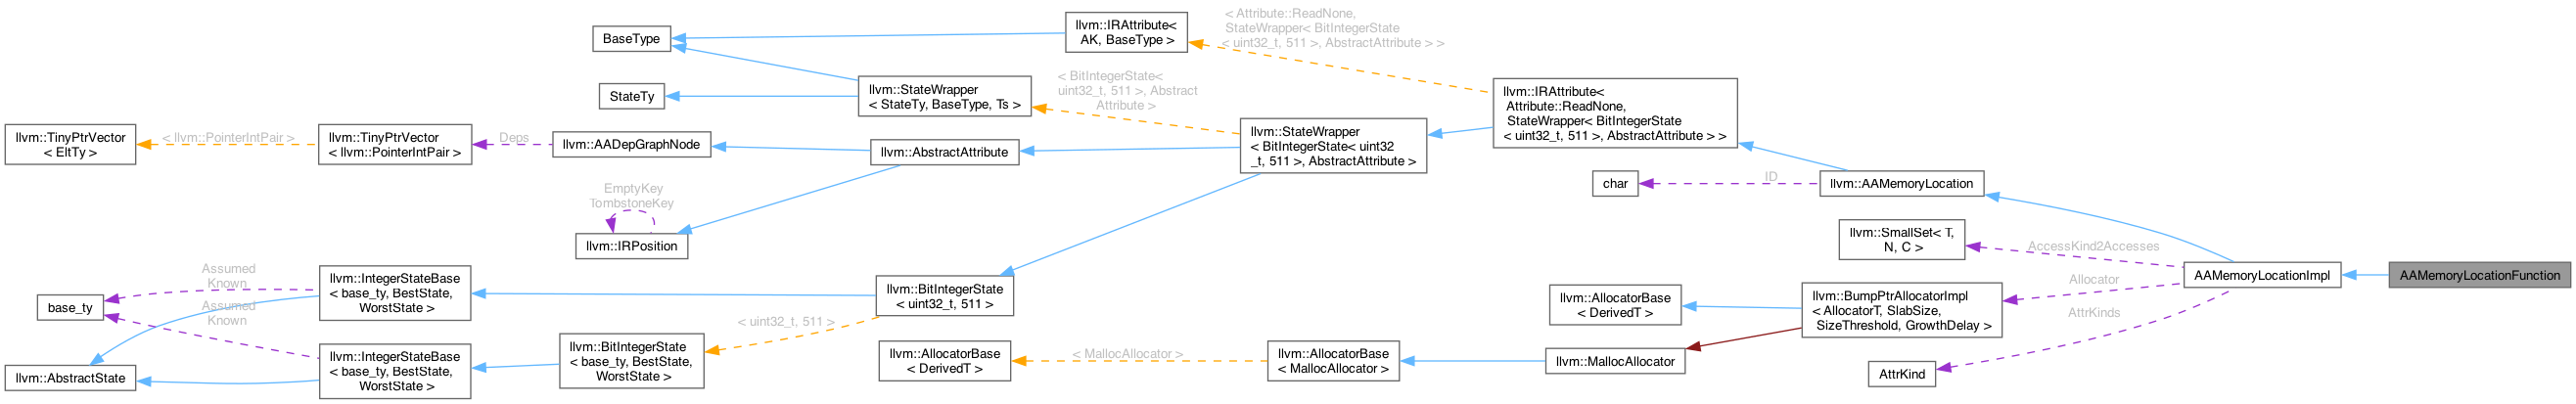 BaseType
llvm::IRAttribute<
AK, BaseType >
< Attribute::ReadNone,
StateWrapper< BitIntegerState
< uint32_t, 511 >, AbstractAttribute > >
StateTy
llvm::StateWrapper
< StateTy, BaseType, Ts >
< BitIntegerState<
uint32_t, 511 >, Abstract
Attribute >
llvm::IRAttribute<
Attribute::ReadNone,
StateWrapper< BitIntegerState
< uint32_t, 511 >, AbstractAttribute > >
llvm::TinyPtrVector
< EltTy >
< llvm::PointerIntPair >
llvm::TinyPtrVector
< llvm::PointerIntPair >
Deps
llvm::AADepGraphNode
llvm::AbstractAttribute
llvm::StateWrapper
< BitIntegerState< uint32
_t, 511 >, AbstractAttribute >
char
ID
llvm::AAMemoryLocation
EmptyKey
TombstoneKey
llvm::IRPosition
llvm::SmallSet< T,
N, C >
AccessKind2Accesses
Allocator
AttrKinds
AAMemoryLocationImpl
AAMemoryLocationFunction
Assumed
Known
Assumed
Known
base_ty
llvm::IntegerStateBase
< base_ty, BestState,
WorstState >
llvm::BitIntegerState
< uint32_t, 511 >
< uint32_t, 511 >
llvm::AllocatorBase
< DerivedT >
llvm::BumpPtrAllocatorImpl
< AllocatorT, SlabSize,
SizeThreshold, GrowthDelay >
llvm::AbstractState
llvm::IntegerStateBase
< base_ty, BestState,
WorstState >
llvm::BitIntegerState
< base_ty, BestState,
WorstState >
llvm::AllocatorBase
< DerivedT >
< MallocAllocator >
llvm::AllocatorBase
< MallocAllocator >
llvm::MallocAllocator
AttrKind